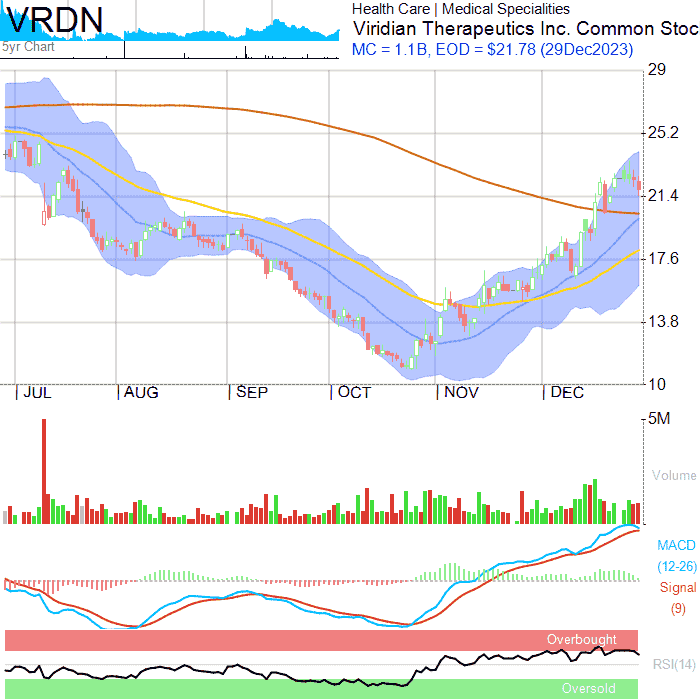 VRDN
5yr Chart
Health Care | Medical Specialities
Viridian Therapeutics Inc. Common Stoc
MC = 1.1B, EOD = $21.78 (29Dec2023)
29
25.2
21.4
17.6
13.8
10
JUL AUG SEP OCT NOV DEC
5M
Volume
MACD
(12-26)
Signal
(9)
Overbought
RSI(14)
Oversold